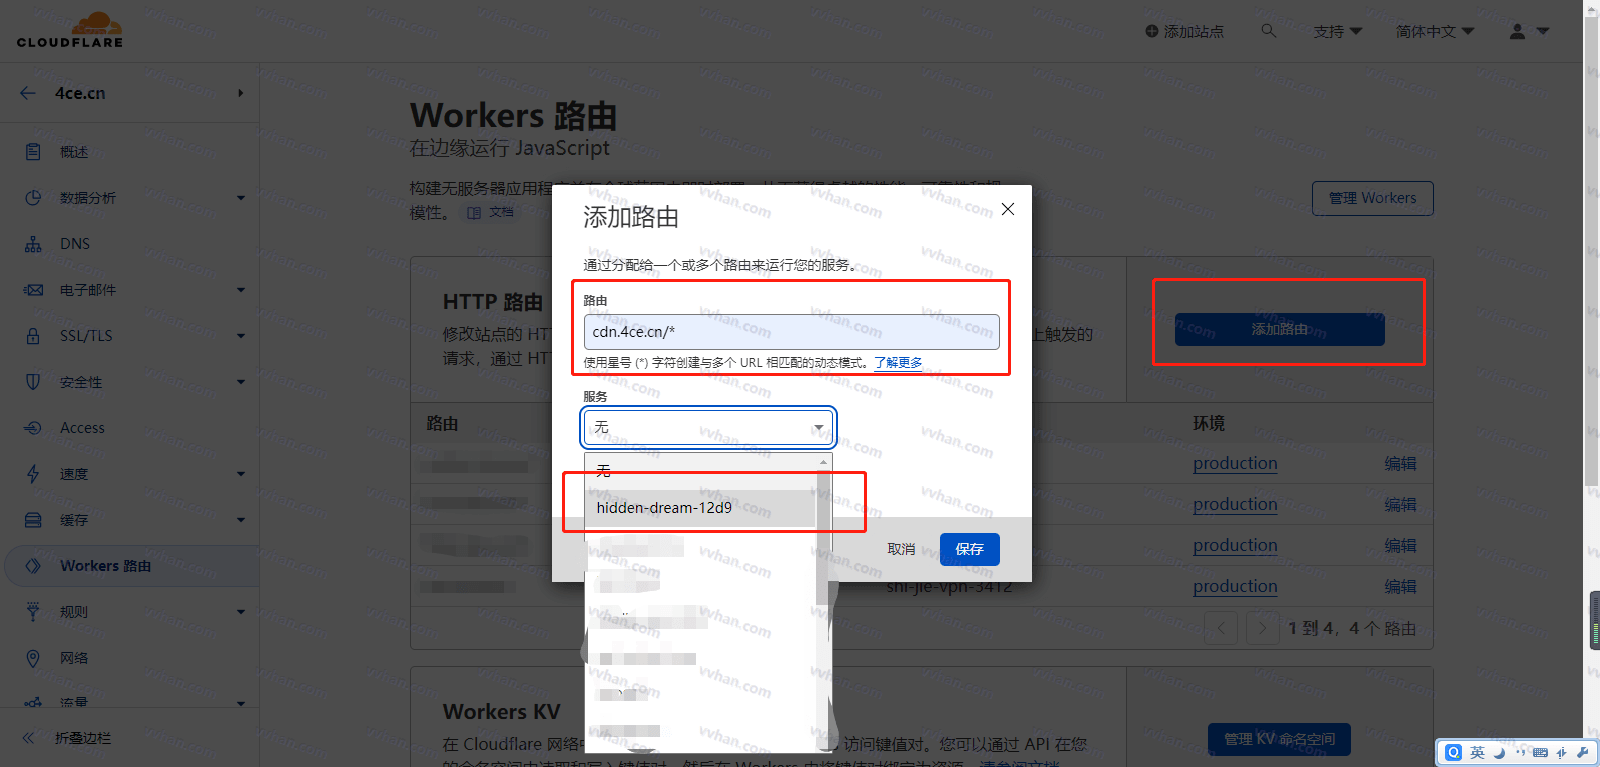 CLOUDFLARE
添加站点
支持
简体中文
4ce.cn
概述
数据分析
DNS
电子邮件
SSL/TLS
安全性
Access
速度
缓存
Workers 路由
规则
网络
流量
折叠边栏
Workers 路由
在边缘运行 JavaScript
构建无服务器应用程
模性。 文档
管理 Workers
HTTP 路由
修改站点的 HT
上触发的
请求，通过 HT
添加路由
路由
环境
production 编辑
production 编辑
production 编辑
shi-jie-vpn-3412 production 编辑
1 到 4，4 个 路由
Workers KV
在 Cloudflare 网络中
访问键值对。您可以通过 API 在您
管理 KV 命名空间
添加路由
通过分配给一个或多个路由来运行您的服务。
路由
cdn.4ce.cn/*
使用星号 (*) 字符创建与多个 URL 相匹配的动态模式。了解更多
服务
无
无
hidden-dream-12d9
取消 保存
英
vvhan.com